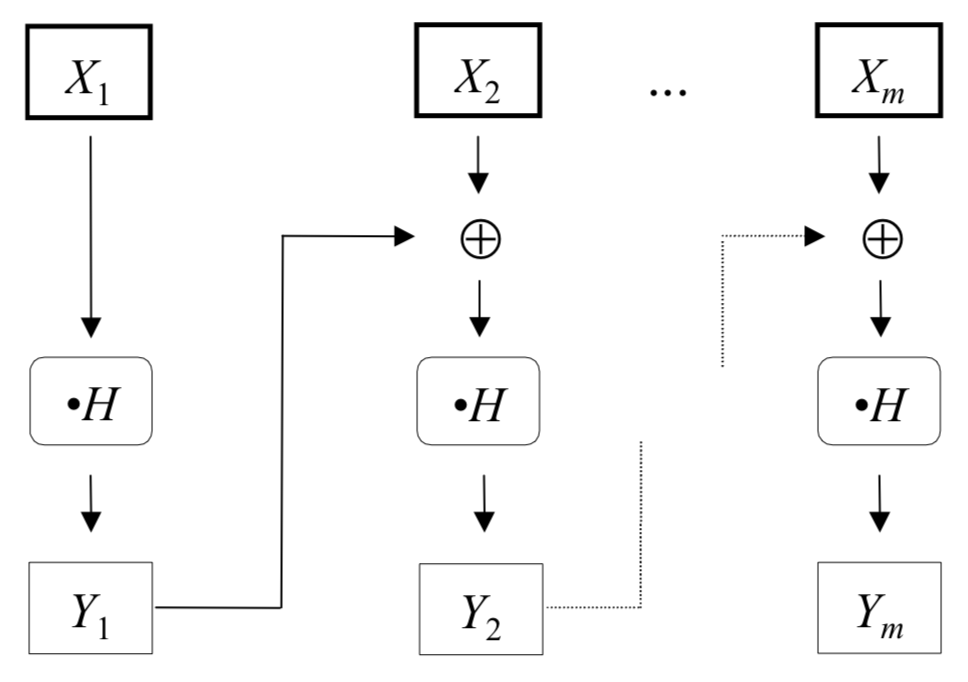 X₁ X₂ ... Xₘ
⊕ ⊕
•H •H •H
Y₁ Y₂ Yₘ